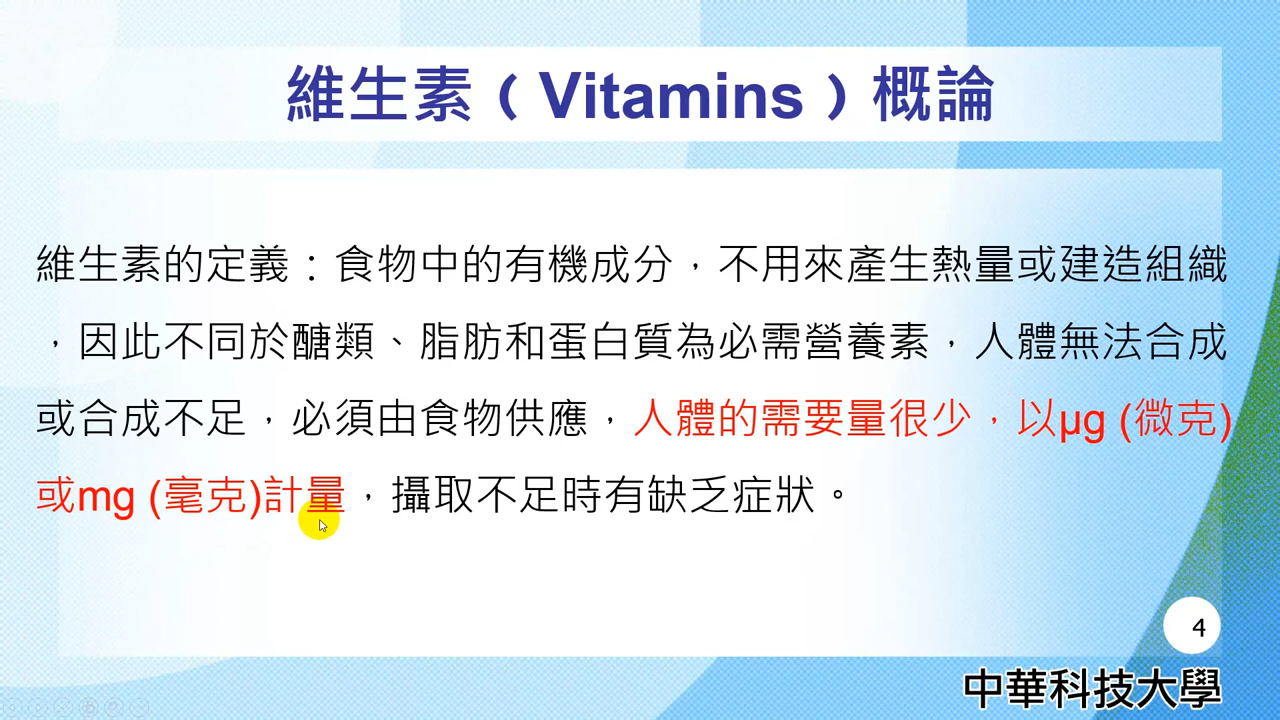 維生素（Vitamins）概論
維生素的定義：食物中的有機成分，不用來產生熱量或建造組織
，因此不同於醣類、脂肪和蛋白質為必需營養素，人體無法合成
或合成不足，必須由食物供應，人體的需要量很少，以μg (微克)
或mg (毫克)計量，攝取不足時有缺乏症狀。
4
中華科技大學